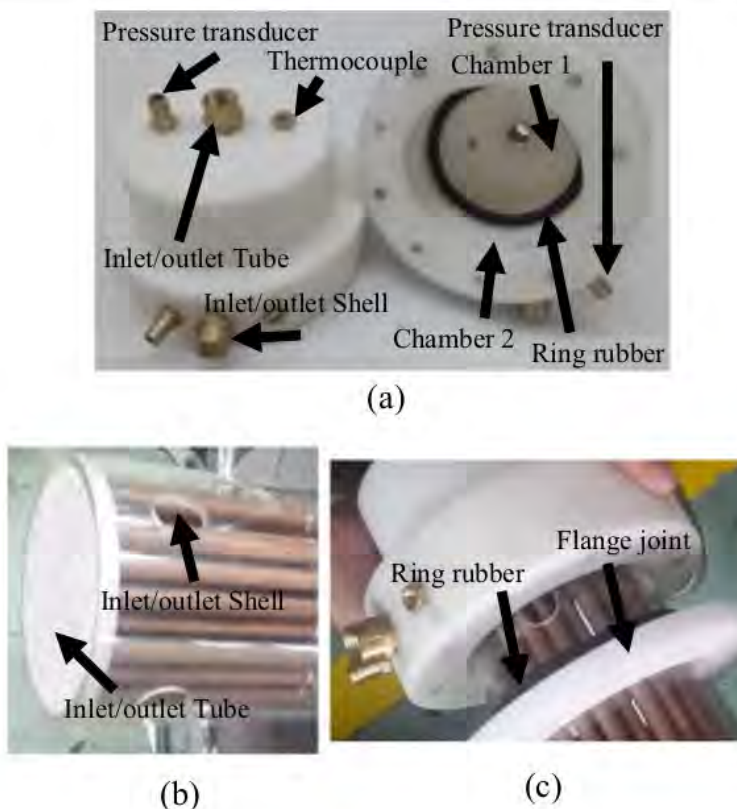 Pressure transducer
Thermocouple
Pressure transducer
Chamber 1
Inlet/outlet Tube
Inlet/outlet Shell
Chamber 2
Ring rubber
(a)
Inlet/outlet Shell
Inlet/outlet Tube
(b)
Flange joint
Ring rubber
(c)